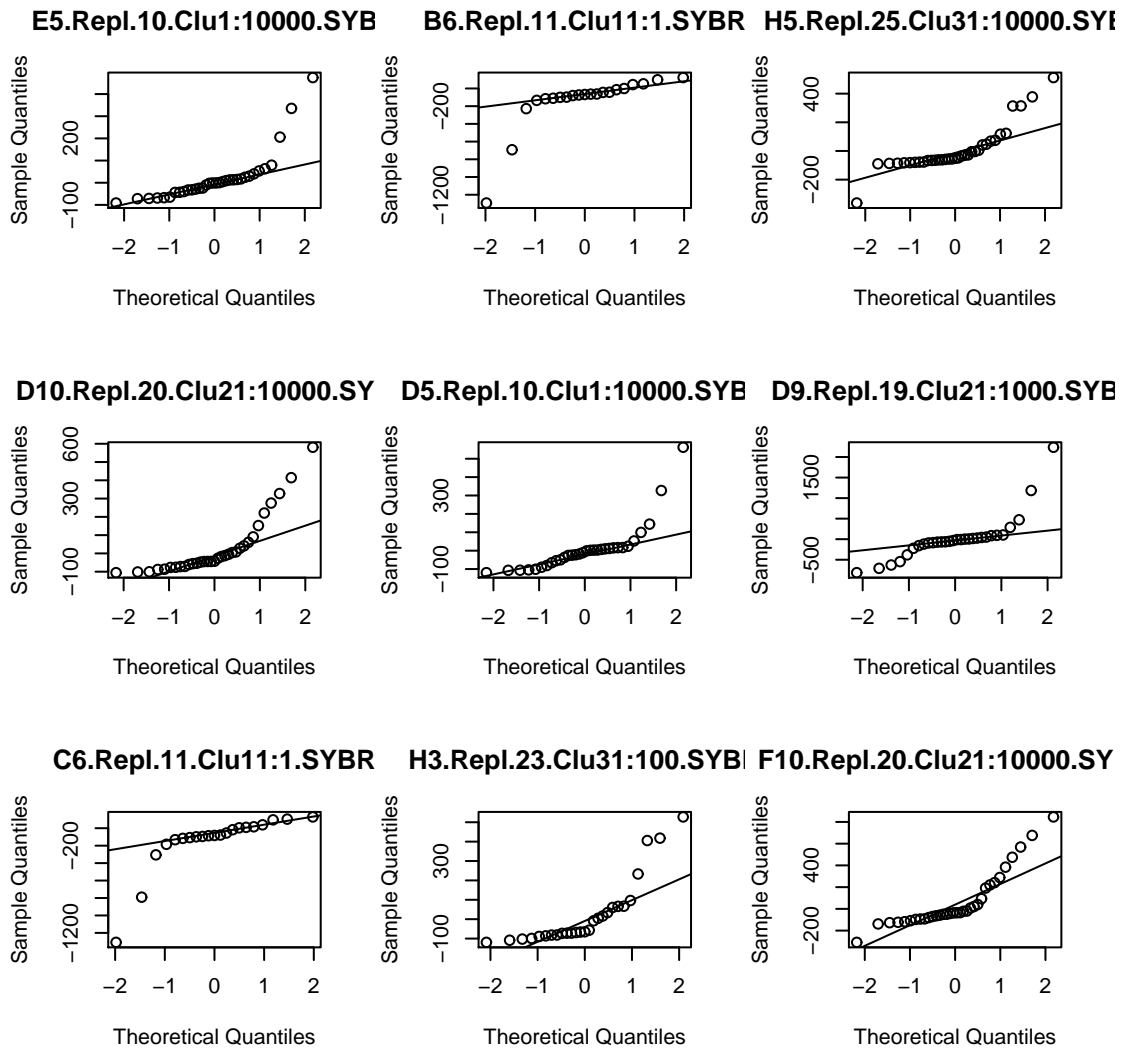 E5.Repl.10.Clu1:10000.SYB
Sample Quantiles
200
−100
−2 −1 0 1 2
Theoretical Quantiles
B6.Repl.11.Clu11:1.SYBR
Sample Quantiles
−200
−1200
−2 −1 0 1 2
Theoretical Quantiles
H5.Repl.25.Clu31:10000.SYB
Sample Quantiles
400
−200
−2 −1 0 1 2
Theoretical Quantiles
D10.Repl.20.Clu21:10000.SY
Sample Quantiles
600
300
−100
−2 −1 0 1 2
Theoretical Quantiles
D5.Repl.10.Clu1:10000.SYB
Sample Quantiles
300
−100
−2 −1 0 1 2
Theoretical Quantiles
D9.Repl.19.Clu21:1000.SYB
Sample Quantiles
1500
−500
−2 −1 0 1 2
Theoretical Quantiles
C6.Repl.11.Clu11:1.SYBR
Sample Quantiles
−200
−1200
−2 −1 0 1 2
Theoretical Quantiles
H3.Repl.23.Clu31:100.SYB
Sample Quantiles
300
−100
−2 −1 0 1 2
Theoretical Quantiles
F10.Repl.20.Clu21:10000.SY
Sample Quantiles
400
−200
−2 −1 0 1 2
Theoretical Quantiles